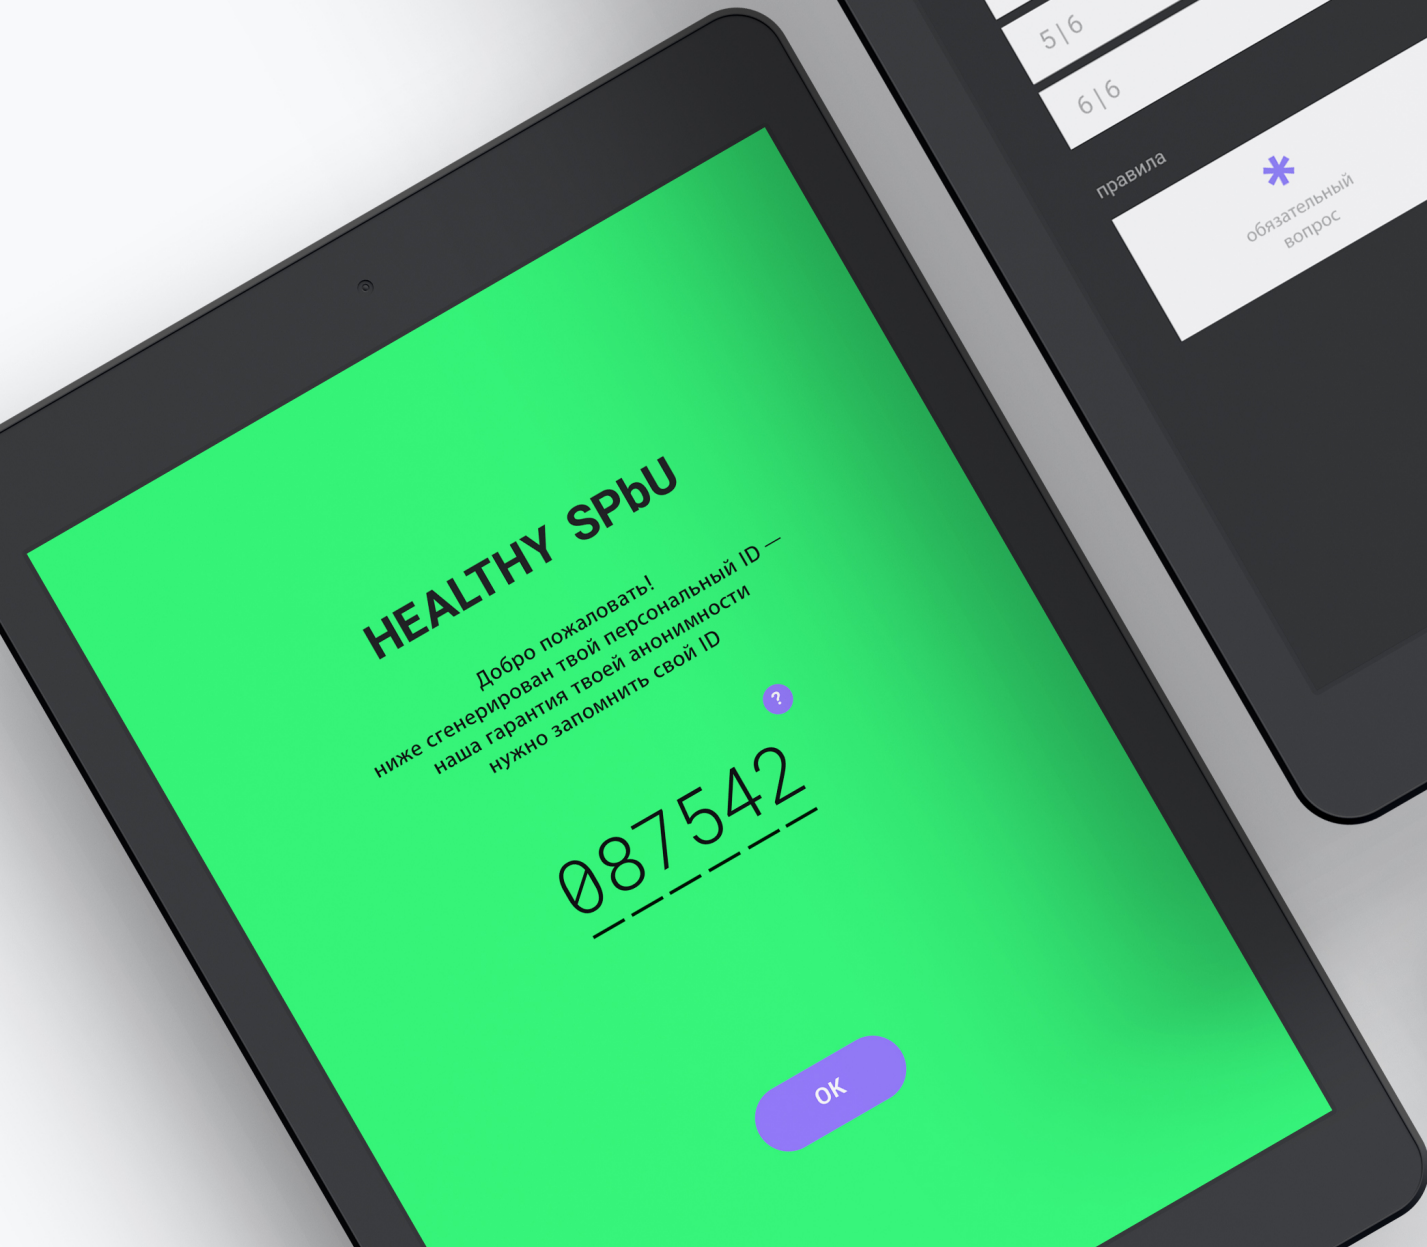 HEALTHY SPbU
Добро пожаловать!
ниже сгенерирован твой персональный ID —
наша гарантия твоей анонимности
нужно запомнить свой ID
?
087542
OK
5|6
6|6
правила
*
обязательный
вопрос